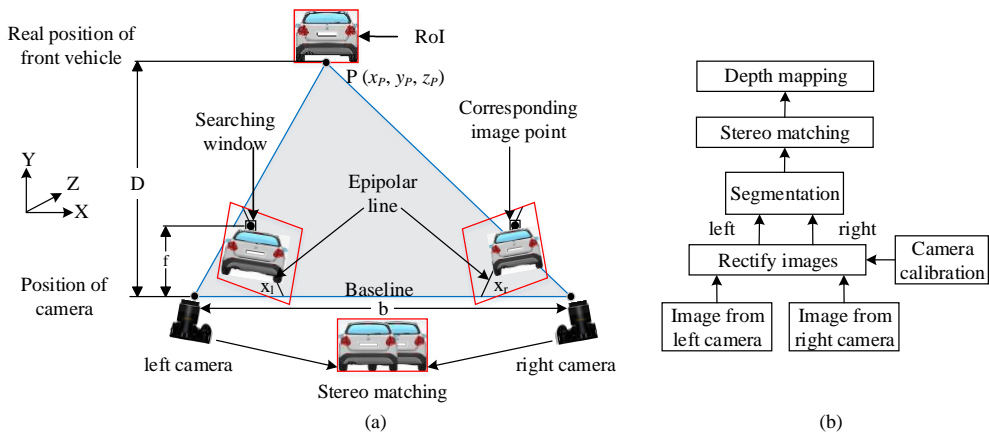 Real position of
front vehicle
RoI
P (xP, yP, zP)
Searching
window
Corresponding
image point
Y
Z
X
D
Epipolar
line
f
Position of
camera
xl
Baseline
xr
b
left camera
right camera
Stereo matching
(a)
Depth mapping
Stereo matching
Segmentation
left
right
Rectify images
Camera
calibration
Image from
left camera
Image from
right camera
(b)